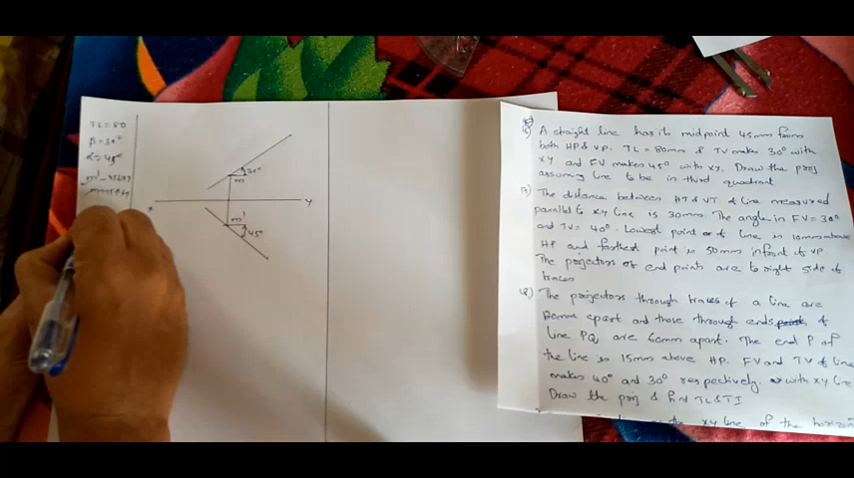 TL = 80
β = 30°
α = 45°
30°
m
x
y
m'
45°
A straight line has its midpoint 45mm from
both HP & VP. TL = 80mm & TV makes 30° with
XY and FV makes 45° with XY. Draw the proj
assuming line to be in third quadrant
17) The distance between HT & VT of line measured
parallel to xy line is 30mm. The angle in FV = 30°
and TV = 40°. Lowest point of line is 10mm above
HP and farthest point is 50mm infront of VP.
The projectors of end points are to right side of
traces
18) The projectors through traces of a line are
apart and those through ends of
line PQ are 60mm apart. The end P of
the line is 15mm above HP. FV and TV of line
makes 40° and 30° respectively. with XY line
Draw the proj & find TL &
the xy line of the